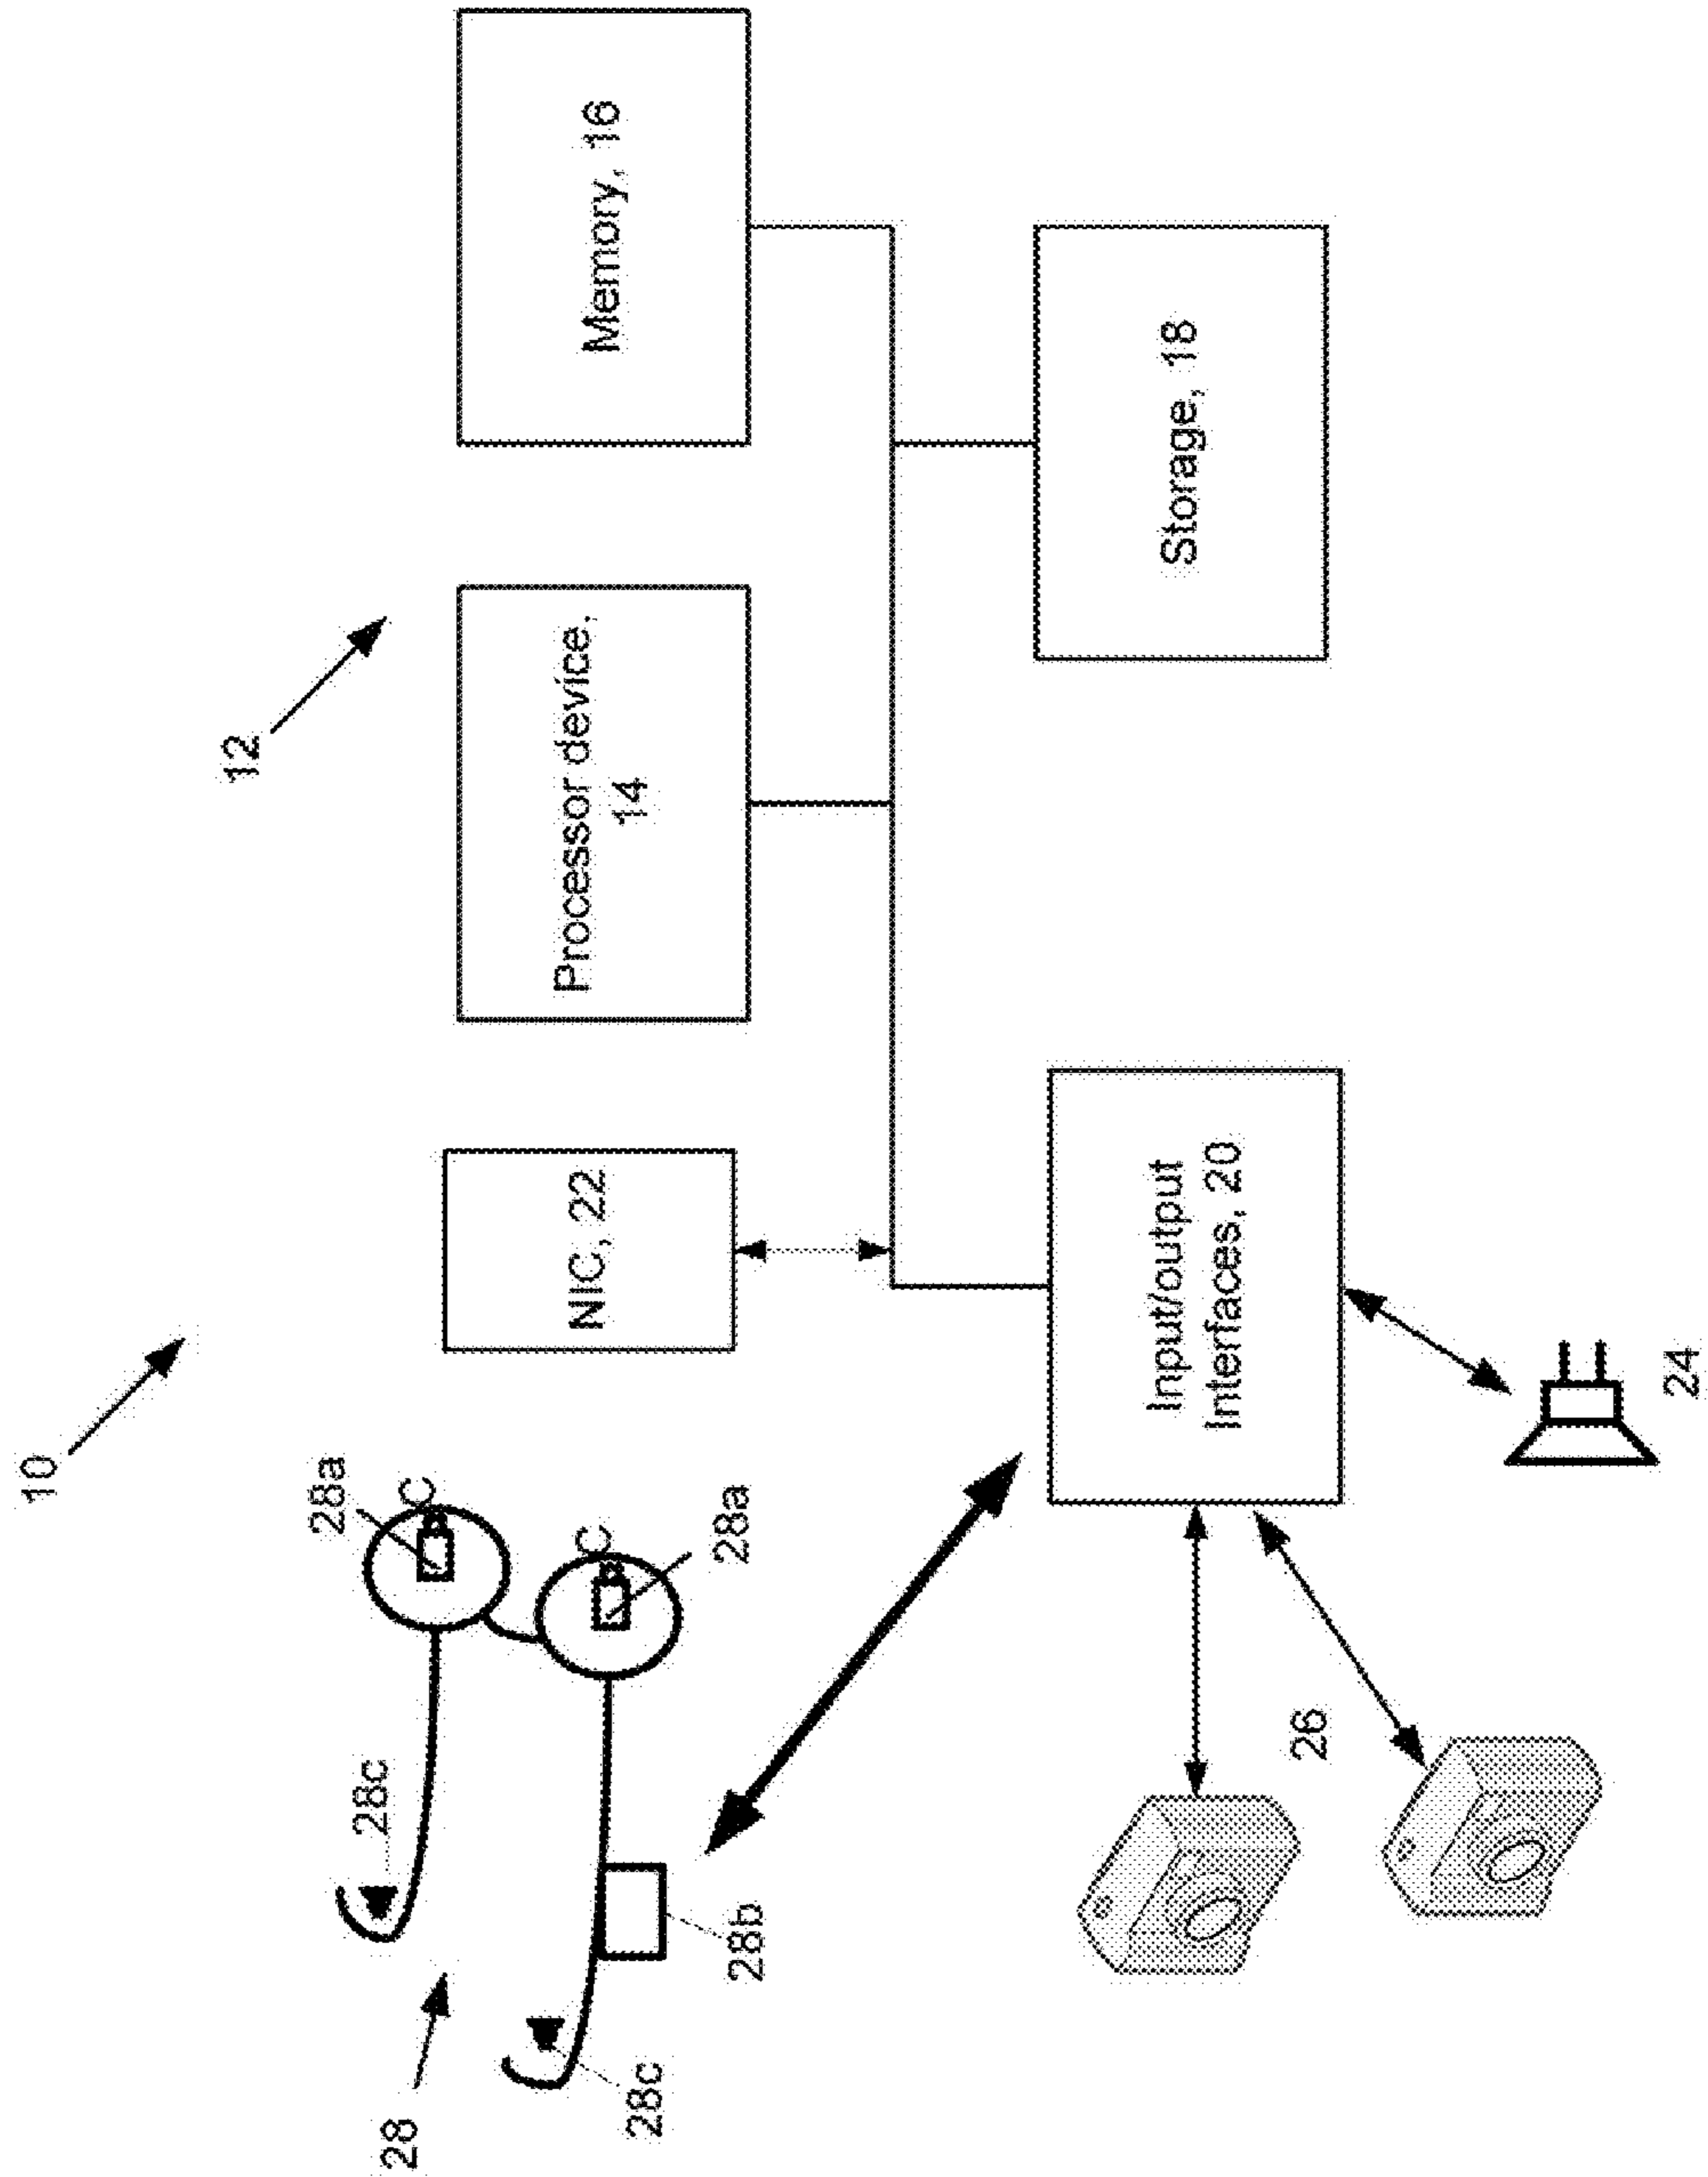 10
12
28
28c
28a
C
28c
28b
28a
C
NIC, 22
Processor device,
14
Memory, 16
26
Input/output
Interfaces, 20
Storage, 18
24